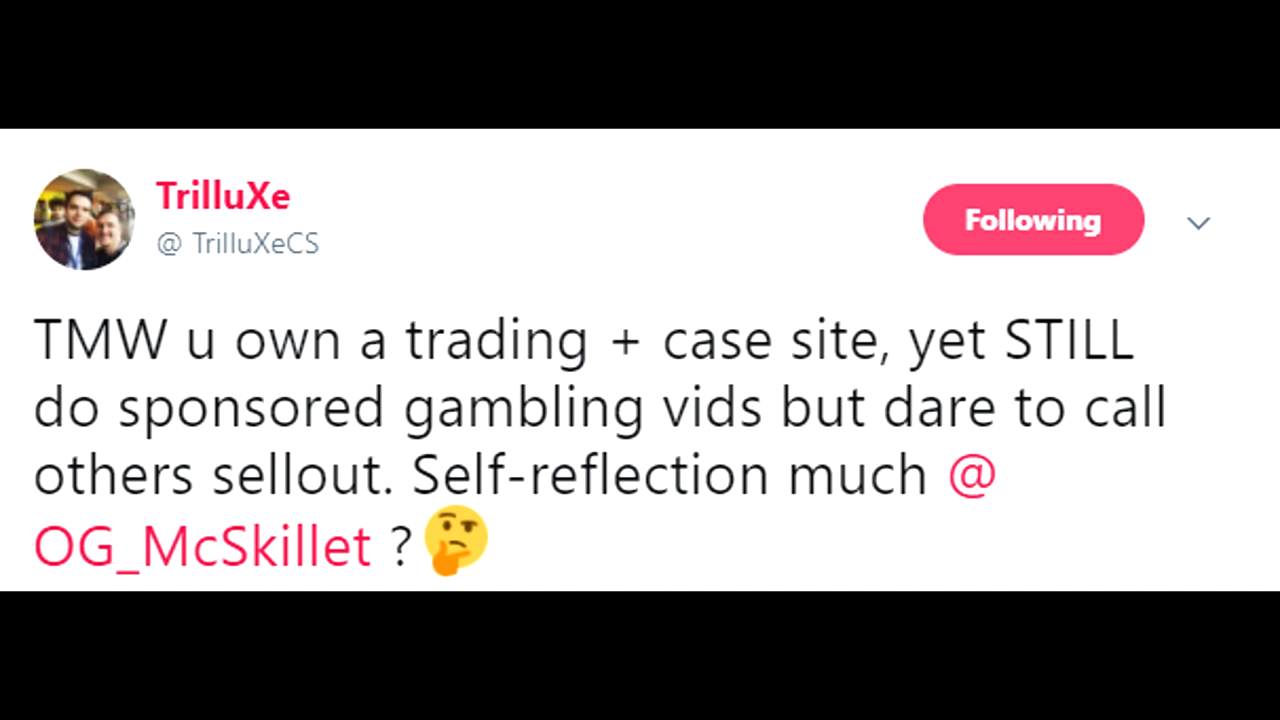 TrilluXe
@ TrilluXeCS
Following
TMW u own a trading + case site, yet STILL
do sponsored gambling vids but dare to call
others sellout. Self-reflection much @
OG_McSkillet ? 🤔